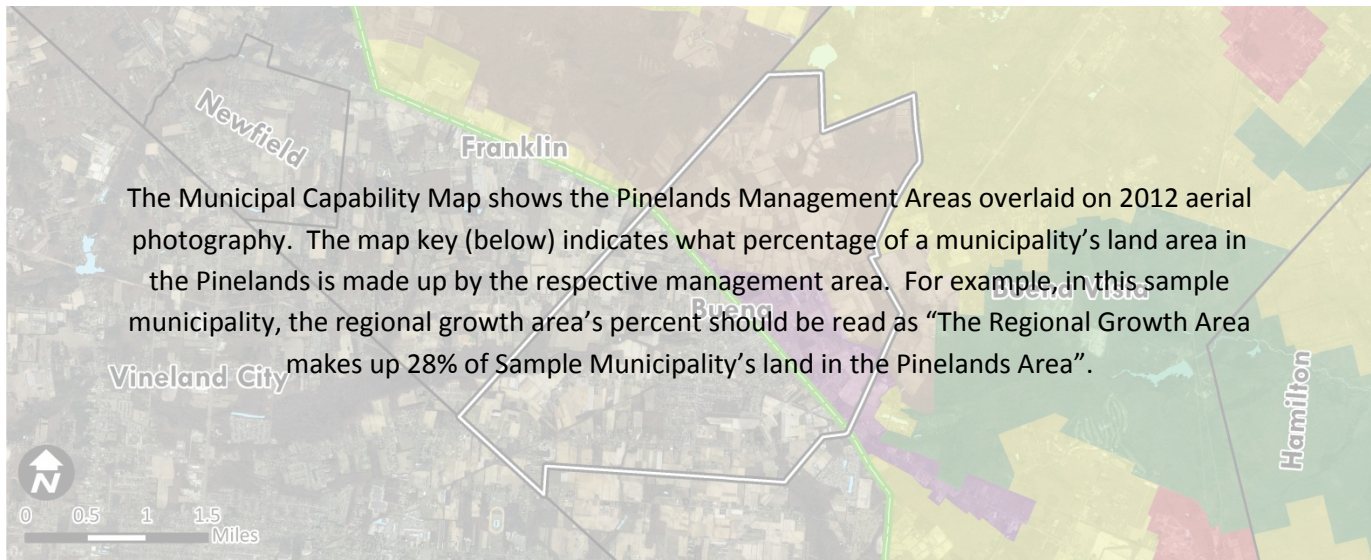 Newfield
Franklin
The Municipal Capability Map shows the Pinelands Management Areas overlaid on 2012 aerial
photography.  The map key (below) indicates what percentage of a municipality's land area in
the Pinelands is made up by the respective management area.  For example, in this sample
Buena Vista
municipality, the regional growth area's percent should be read as “The Regional Growth Area
Buena
makes up 28% of Sample Municipality's land in the Pinelands Area”.
Vineland City
Hamilton
N
0 0.5 1 1.5
Miles